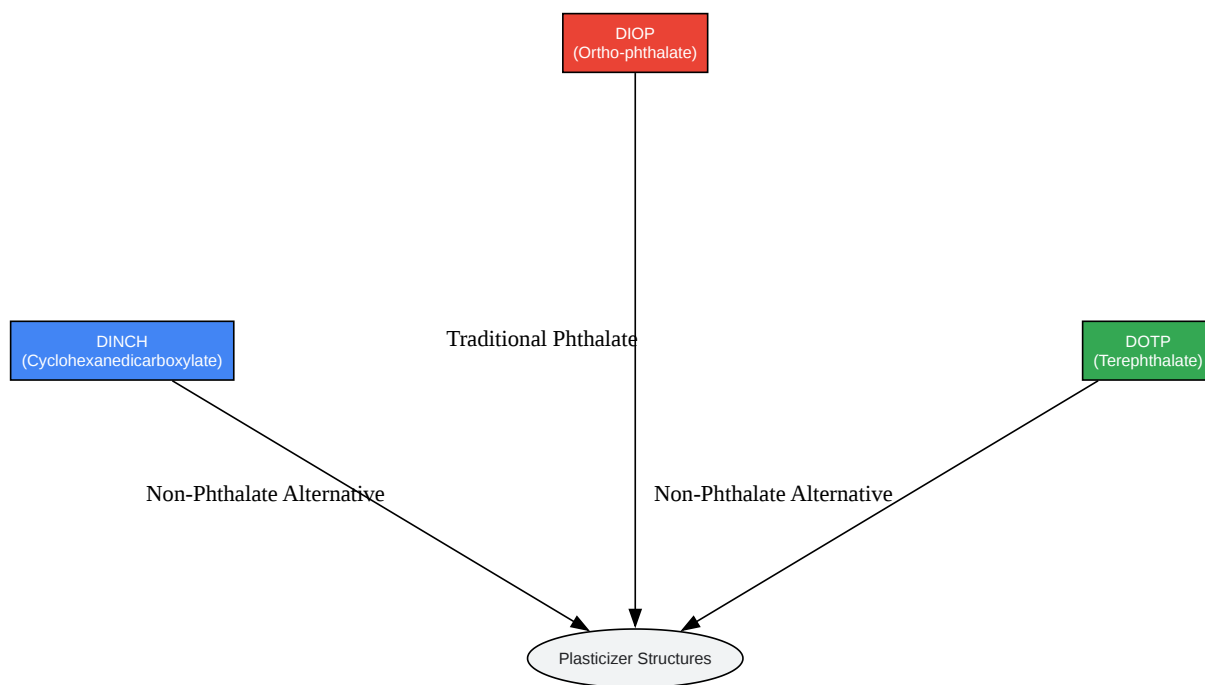 DIOP
(Ortho-phthalate)
Traditional Phthalate
DINCH
(Cyclohexanedicarboxylate)
DOTP
(Terephthalate)
Non-Phthalate Alternative
Non-Phthalate Alternative
Plasticizer Structures